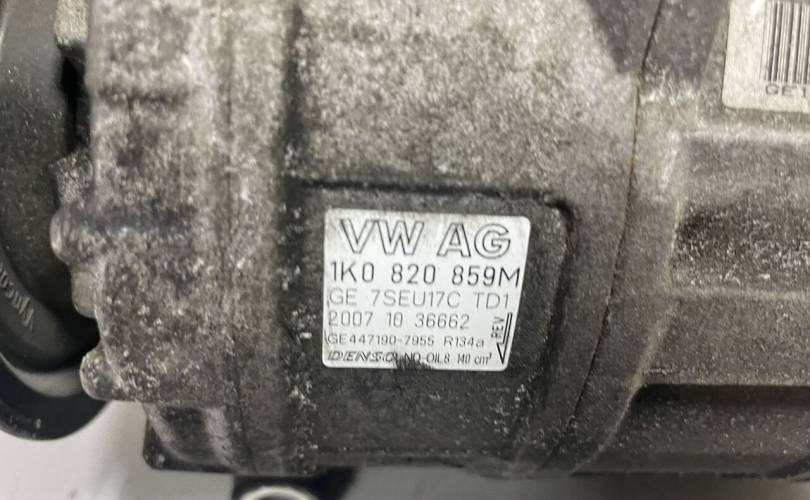 VW AG
1K0 820 859M
GE 7SEU17C TD1
2007 10 36662
GE447190-7955 R134a
DENSO ND-OIL8 140 cm³
REV
GE